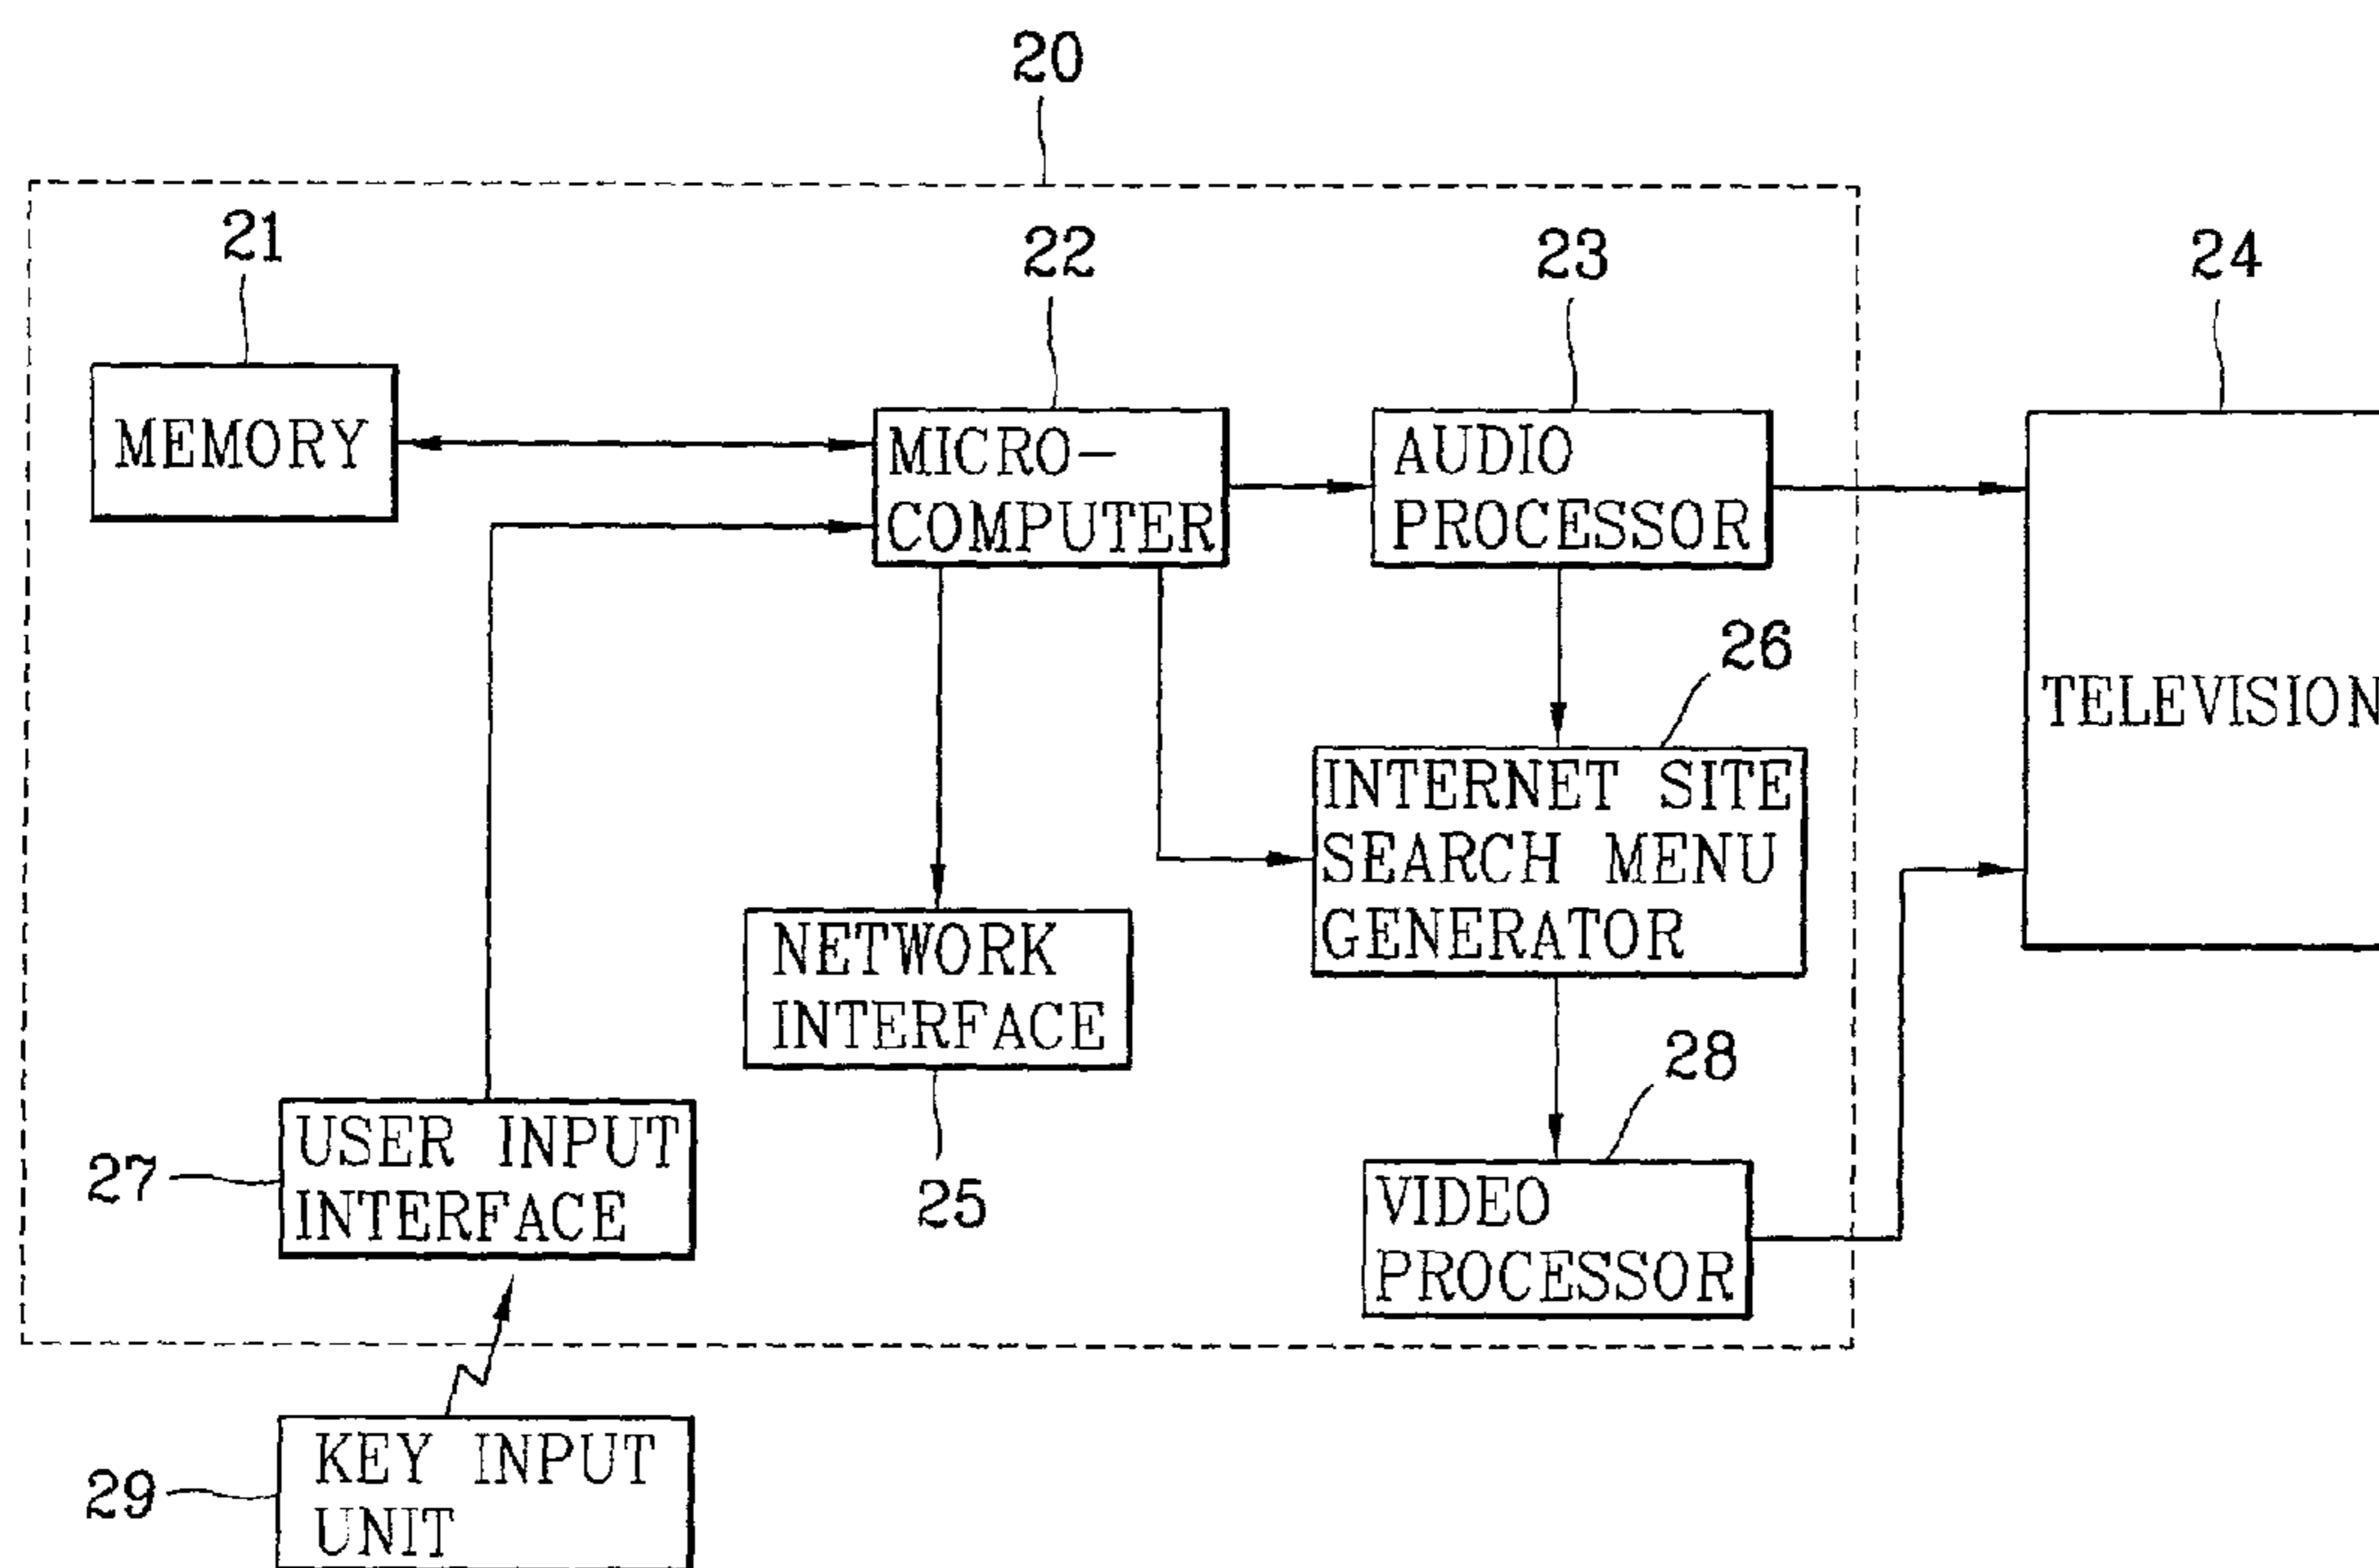 20
21
22
23
24
MEMORY
MICRO-
COMPUTER
AUDIO
PROCESSOR
26
TELEVISION
INTERNET SITE
SEARCH MENU
GENERATOR
NETWORK
INTERFACE
28
25
27
USER INPUT
INTERFACE
VIDEO
PROCESSOR
29
KEY INPUT
UNIT